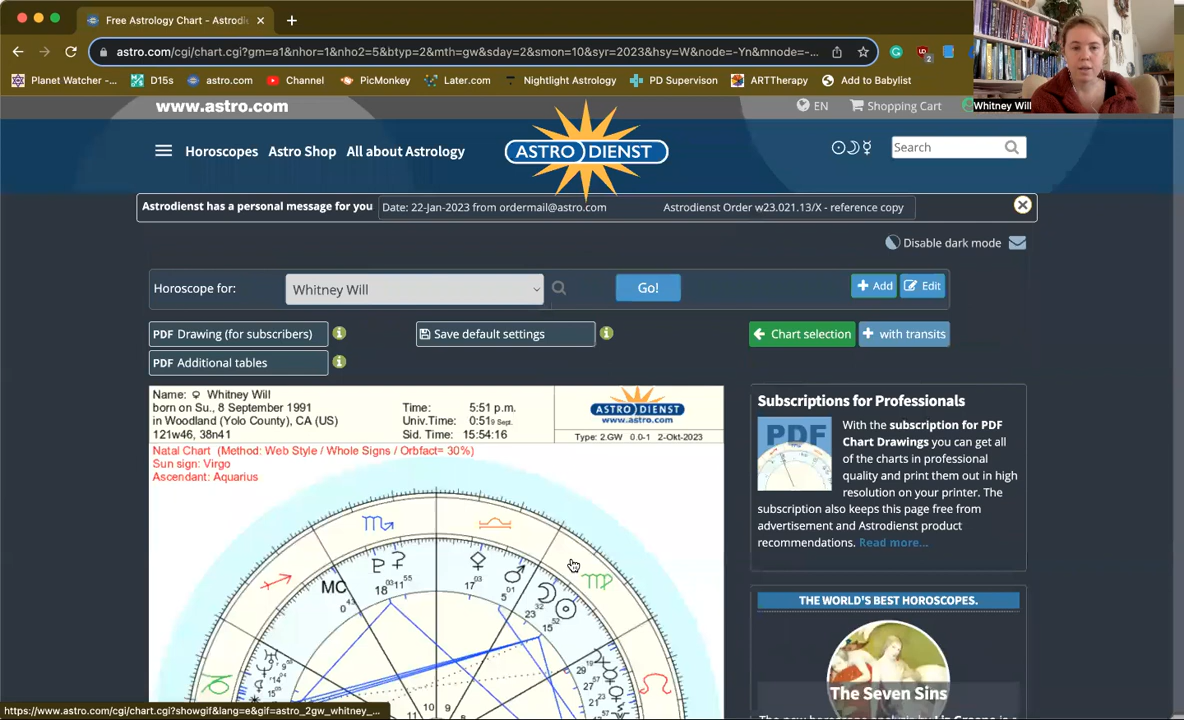 Free Astrology Chart - Astrodi
astro.com/cgi/chart.cgi?gm=a1&nhor=1&nho2=5&btyp=2&mth=gw&sday=2&smon=10&syr=2023&hsy=W&node=-Yn&mnode=-...
Planet Watcher -... D15s astro.com Channel PicMonkey Later.com Nightlight Astrology PD Supervison ARTTherapy Add to Babylist
Whitney Will
www.astro.com EN Shopping Cart
Horoscopes Astro Shop All about Astrology ASTRO DIENST Search
Astrodienst has a personal message for you Date: 22-Jan-2023 from ordermail@astro.com Astrodienst Order w23.021.13/X - reference copy
Disable dark mode
Horoscope for: Whitney Will Go! + Add Edit
PDF Drawing (for subscribers) Save default settings Chart selection + with transits
PDF Additional tables
Name: ♀ Whitney Will
born on Su., 8 September 1991
in Woodland (Yolo County), CA (US)
121w46, 38n41
Time: 5:51 p.m.
Univ.Time: 0:51 9 Sept.
Sid. Time: 15:54:16
ASTRO DIENST
www.astro.com
Type: 2.GW 0.0-1 2-Okt-2023
Natal Chart (Method: Web Style / Whole Signs / Orbfact= 30%)
Sun sign: Virgo
Ascendant: Aquarius
MC
Subscriptions for Professionals
PDF
With the subscription for PDF
Chart Drawings you can get all
of the charts in professional
quality and print them out in high
resolution on your printer. The
subscription also keeps this page free from
advertisement and Astrodienst product
recommendations. Read more...
THE WORLD'S BEST HOROSCOPES.
The Seven Sins
https://www.astro.com/cgi/chart.cgi?showgif&lang=e&gif=astro_2gw_whitney_...